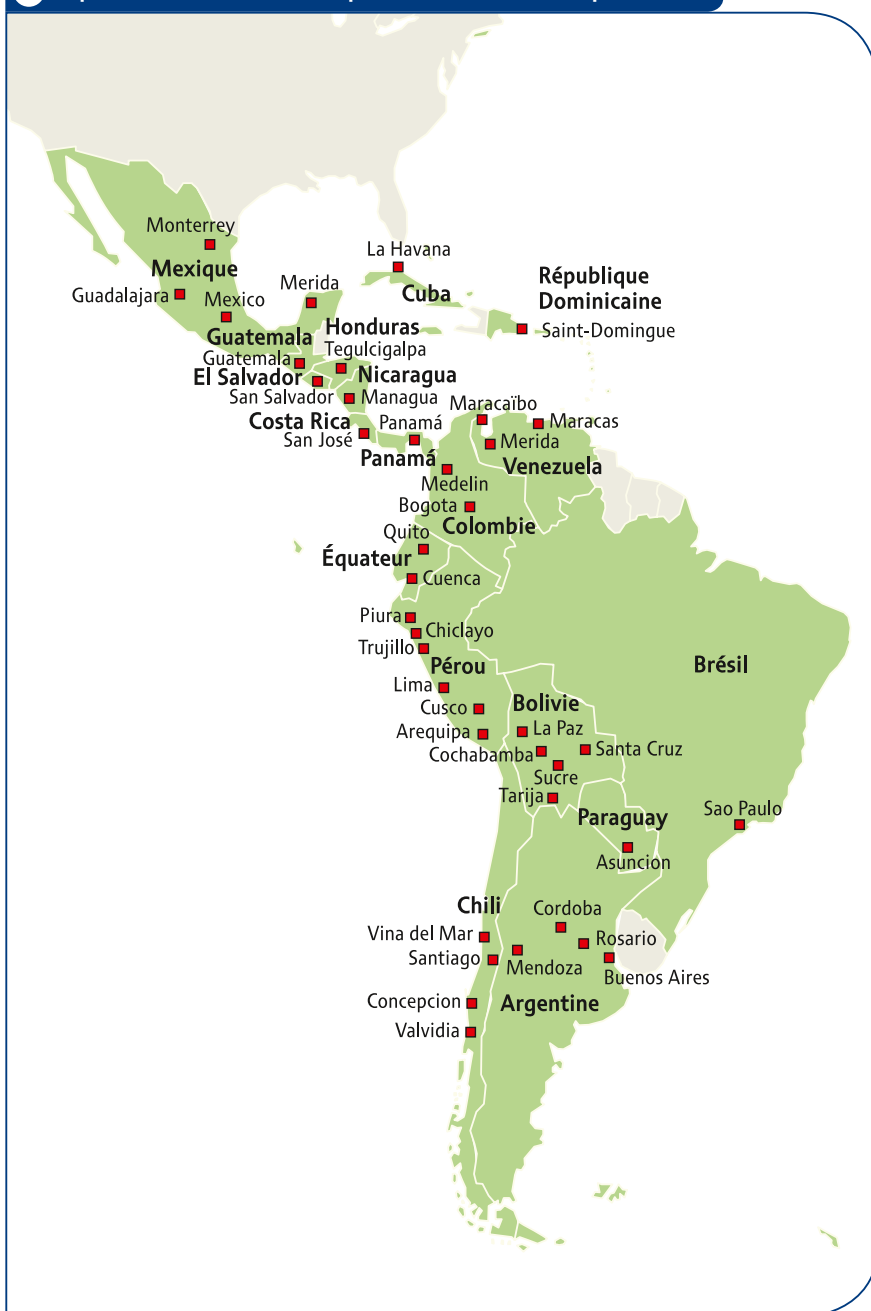 Monterrey
La Havana
Mexique
République
Dominicaine
Merida
Guadalajara
Cuba
Mexico
Honduras
Saint-Domingue
Guatemala
Tegulcigalpa
Guatemala
El Salvador
Nicaragua
San Salvador
Managua
Maracaïbo
Costa Rica
Panamá
Maracas
San José
Merida
Panamá
Venezuela
Medelin
Bogota
Colombie
Quito
Équateur
Cuenca
Piura
Chiclayo
Trujillo
Pérou
Brésil
Lima
Bolivie
Cusco
La Paz
Arequipa
Santa Cruz
Cochabamba
Sucre
Tarija
Sao Paulo
Paraguay
Asuncion
Chili
Cordoba
Vina del Mar
Rosario
Santiago
Mendoza
Buenos Aires
Concepcion
Argentine
Valvidia